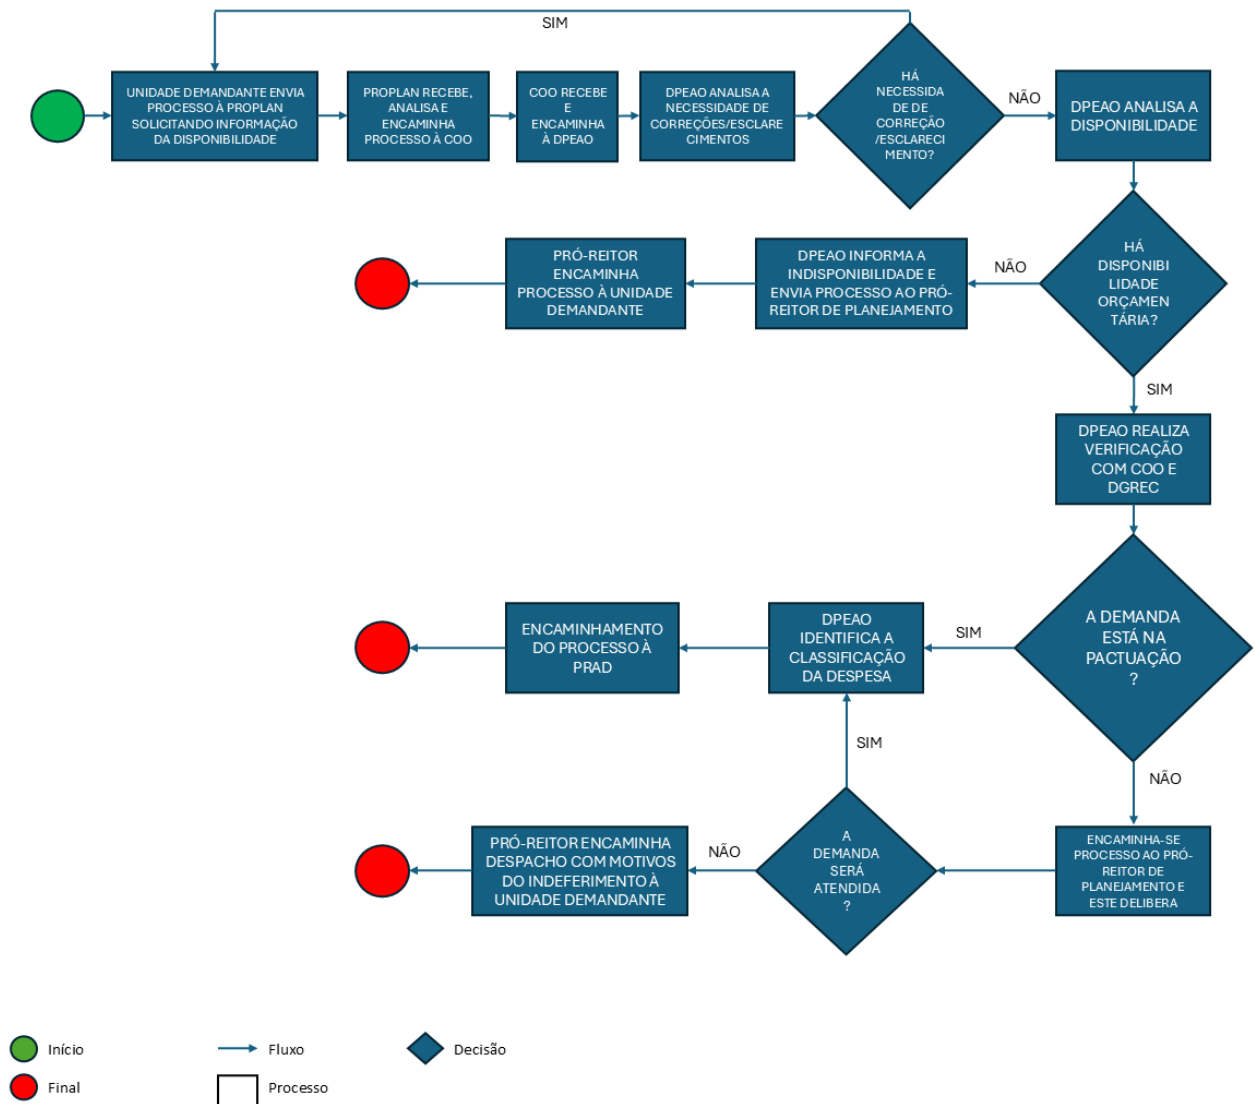 SIM
UNIDADE DEMANDANTE ENVIA
PROCESSO À PROPLAN
SOLICITANDO INFORMAÇÃO
DA DISPONIBILIDADE
PROPLAN RECEBE,
ANALISA E
ENCAMINHA
PROCESSO À COO
COO RECEBE
E
ENCAMINHA
À DPEAO
DPEAO ANALISA A
NECESSIDADE DE
CORREÇÕES/ESCLARE
CIMENTOS
HÁ
NECESSI
DADE DE
CORREÇÃO
/ESCLARECI
MENTO?
NÃO
DPEAO ANALISA A
DISPONIBILIDADE
HÁ
DISPONIBI
LIDADE
ORÇAMEN
TÁRIA?
NÃO
DPEAO INFORMA A
INDISPONIBILIDADE E
ENVIA PROCESSO AO PRÓ-
REITOR DE PLANEJAMENTO
PRÓ-REITOR
ENCAMINHA
PROCESSO À UNIDADE
DEMANDANTE
SIM
DPEAO REALIZA
VERIFICAÇÃO
COM COO E
DGREC
A DEMANDA
ESTÁ NA
PACTUAÇÃO
?
SIM
DPEAO
IDENTIFICA A
CLASSIFICAÇÃO
DA DESPESA
ENCAMINHAMENTO
DO PROCESSO À
PRAD
NÃO
ENCAMINHA-SE
PROCESSO AO PRÓ-
REITOR DE
PLANEJAMENTO E
ESTE DELIBERA
A
DEMANDA
SERÁ
ATENDIDA
?
SIM
NÃO
PRÓ-REITOR ENCAMINHA
DESPACHO COM MOTIVOS
DO INDEFERIMENTO À
UNIDADE DEMANDANTE
Início
Fluxo
Decisão
Final
Processo